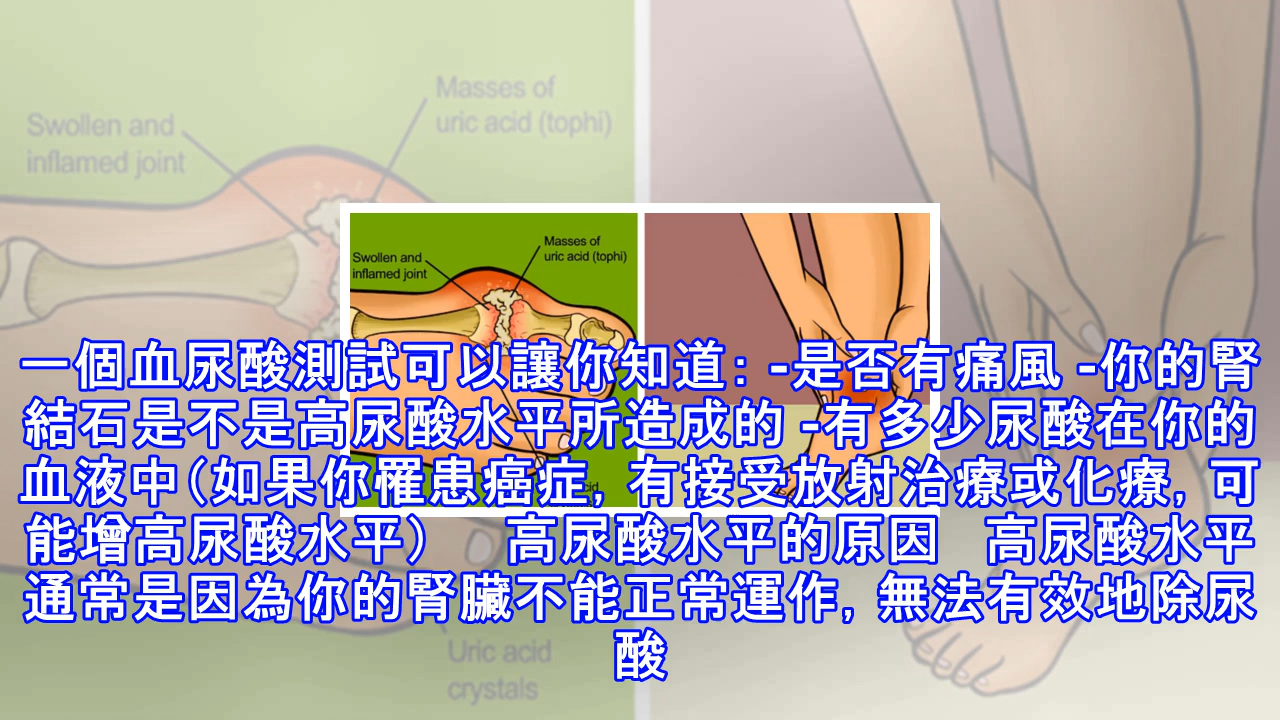 Swollen and
inflamed joint
Masses of
uric acid (tophi)
Swollen and
inflamed joint
Masses of
uric acid (tophi)
一個血尿酸測試可以讓你知道: -是否有痛風 -你的腎
結石是不是高尿酸水平所造成的 -有多少尿酸在你的
血液中(如果你罹患癌症, 有接受放射治療或化療, 可
能增高尿酸水平) 高尿酸水平的原因 高尿酸水平
通常是因為你的腎臟不能正常運作, 無法有效地除尿
酸
Uric acid
crystals